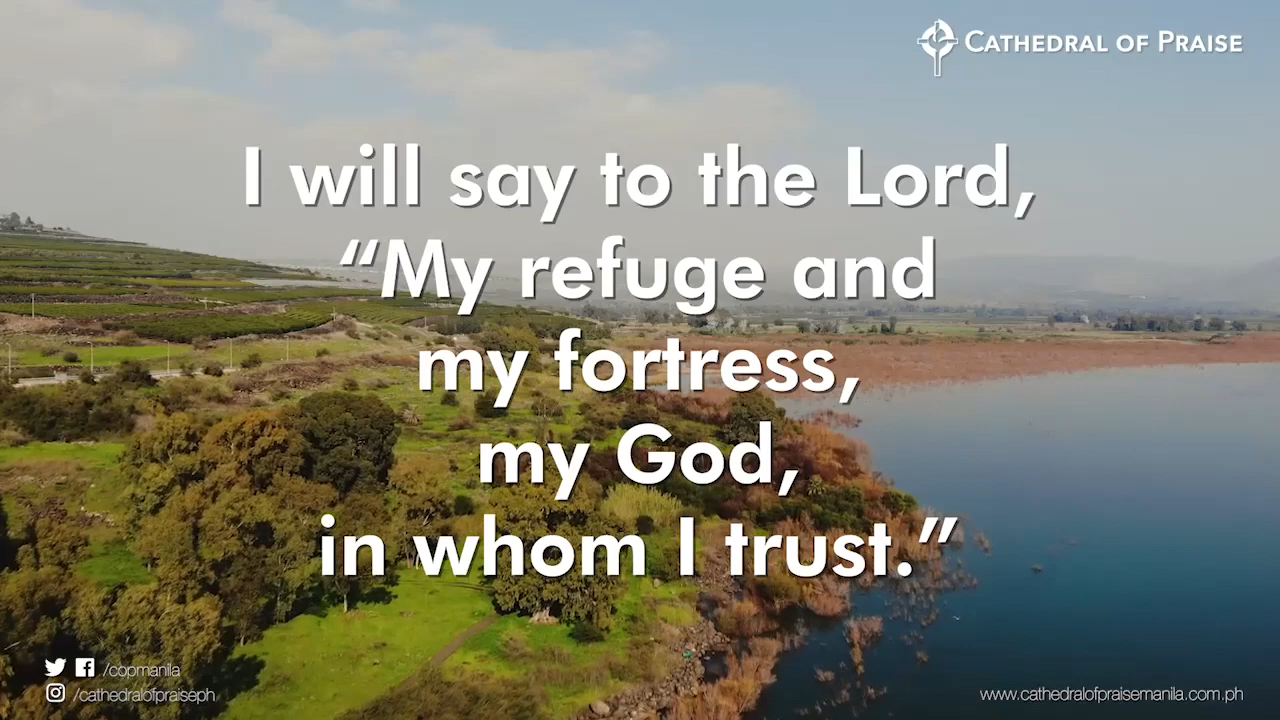 CATHEDRAL OF PRAISE
I will say to the Lord,
“My refuge and
my fortress,
my God,
in whom I trust.”
/copmanila
/cathedralofpraiseph
www.cathedralofpraisemanila.com.ph